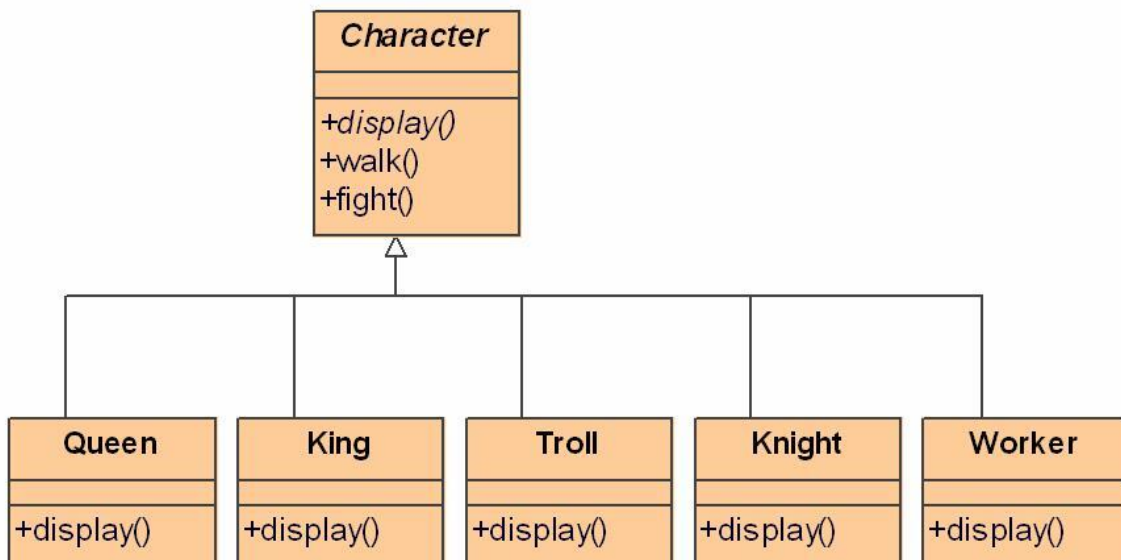 Character
+display()
+walk()
+fight()
Queen
+display()
King
+display()
Troll
+display()
Knight
+display()
Worker
+display()